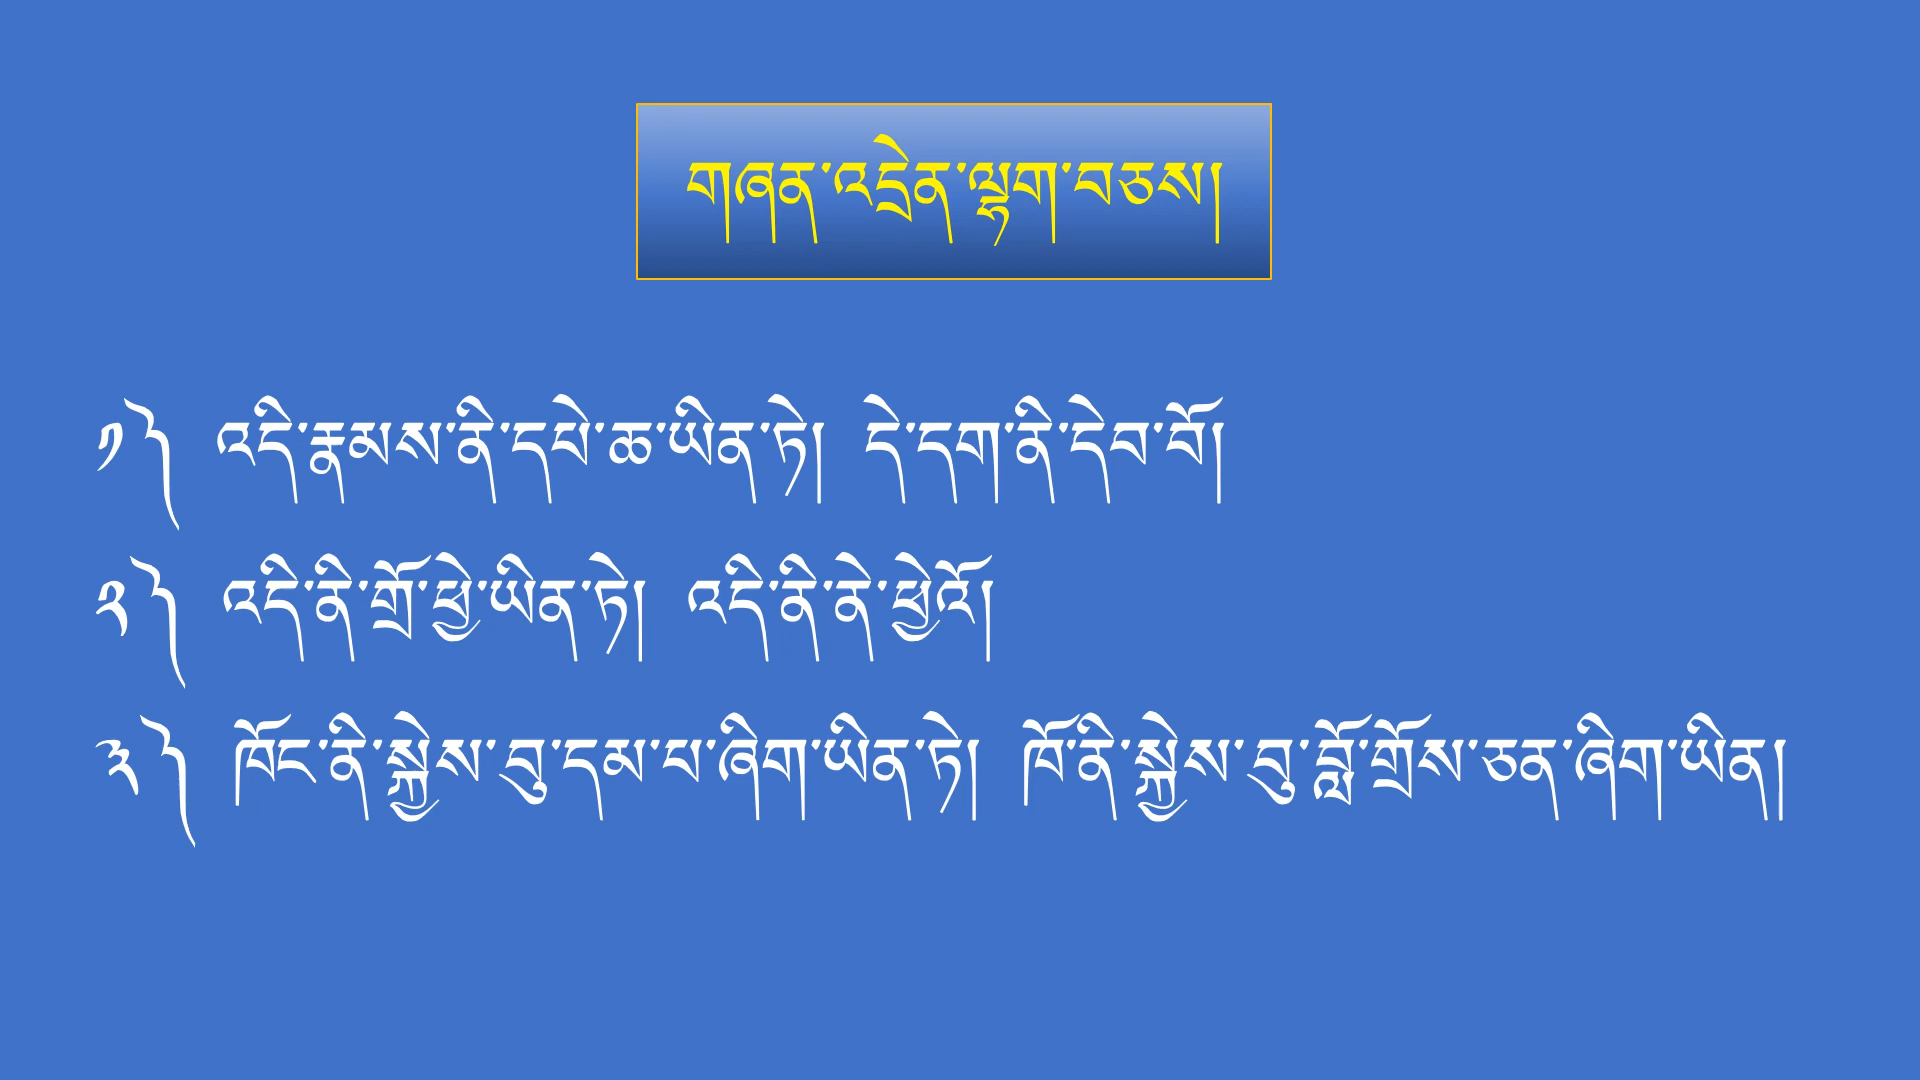 གཞན་འདྲེན་ལྷག་བཅས།
༡༽ འདི་རྣམས་ནི་དཔེ་ཆ་ཡིན་ཏེ། དེ་དག་ནི་དེབ་བོ།
༢༽ འདི་ནི་གྲོ་ཕྱེ་ཡིན་ཏེ། འདི་ནི་ནེ་ཕྱེའོ།
༣༽ ཁོང་ནི་སྐྱེས་བུ་དམ་པ་ཞིག་ཡིན་ཏེ། ཁོ་ནི་སྐྱེས་བུ་བློ་གྲོས་ཅན་ཞིག་ཡིན།